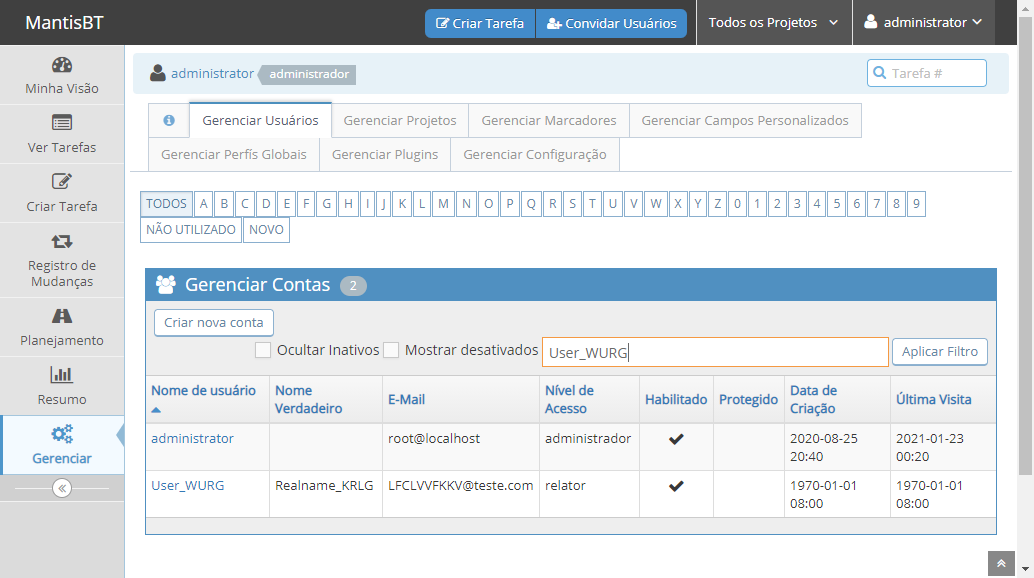 MantisBT
Criar Tarefa
Convidar Usuários
Todos os Projetos
administrator
Minha Visão
Ver Tarefas
Criar Tarefa
Registro de
Mudanças
Planejamento
Resumo
Gerenciar
administrator administrador
Tarefa #
Gerenciar Usuários Gerenciar Projetos Gerenciar Marcadores Gerenciar Campos Personalizados
Gerenciar Perfís Globais Gerenciar Plugins Gerenciar Configuração
TODOS A B C D E F G H I J K L M N O P Q R S T U V W X Y Z 0 1 2 3 4 5 6 7 8 9
NÃO UTILIZADO NOVO
Gerenciar Contas 2
Criar nova conta
Ocultar Inativos Mostrar desativados User_WURG Aplicar Filtro
Nome de usuário
Nome
Verdadeiro
E-Mail
Nível de
Acesso
Habilitado
Protegido
Data de
Criação
Última Visita
administrator root@localhost administrador 2020-08-25 2021-01-23
20:40 00:20
User_WURG Realname_KRLG LFCLVVFKKV@teste.com relator 1970-01-01 1970-01-01
08:00 08:00